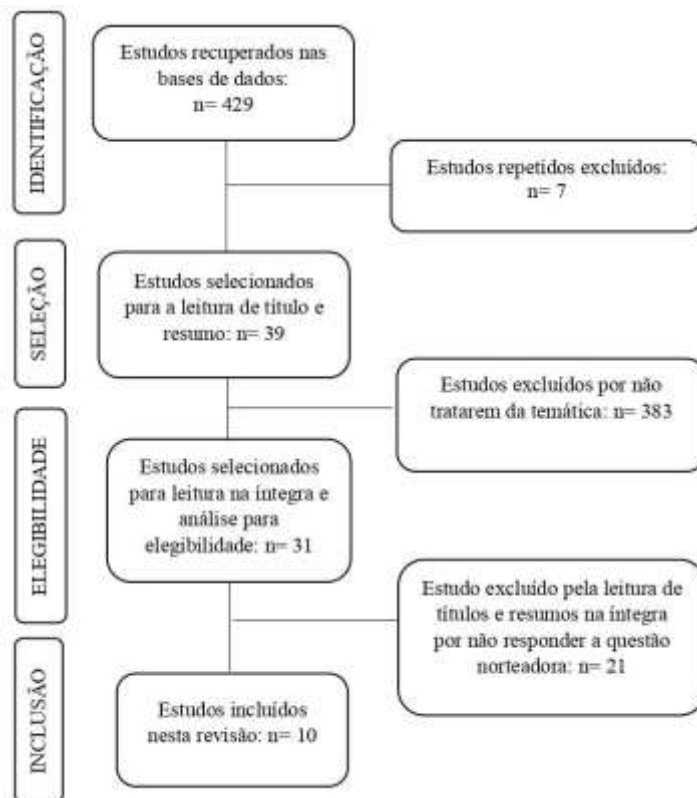 IDENTIFICAÇÃO
Estudos recuperados nas
bases de dados:
n= 429
Estudos repetidos excluídos:
n= 7
SELEÇÃO
Estudos selecionados
para a leitura de título e
resumo: n= 39
Estudos excluídos por não
tratarem da temática: n= 383
ELEGIBILIDADE
Estudos selecionados
para leitura na íntegra e
análise para
elegibilidade: n= 31
Estudo excluído pela leitura de
títulos e resumos na íntegra
por não responder a questão
norteadora: n= 21
INCLUSÃO
Estudos incluídos
nesta revisão: n= 10